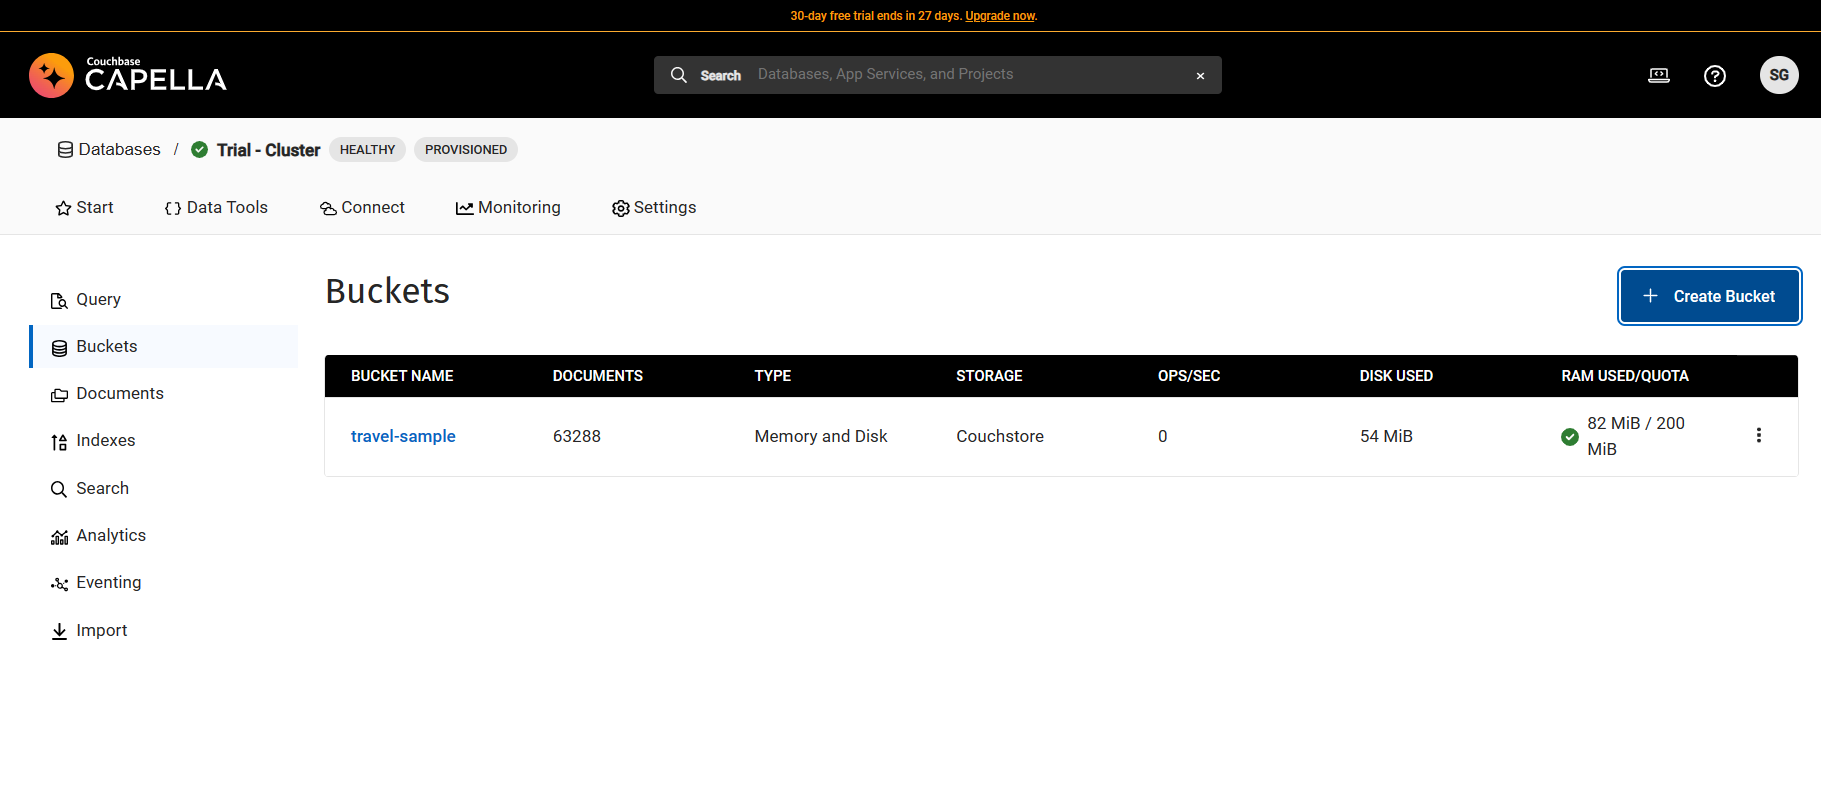 30-day free trial ends in 27 days. Upgrade now.
Couchbase
CAPELLA
Search Databases, App Services, and Projects
SG
Databases / Trial - Cluster HEALTHY PROVISIONED
Start Data Tools Connect Monitoring Settings
Query
Buckets
Documents
Indexes
Search
Analytics
Eventing
Import
Buckets
Create Bucket
BUCKET NAME DOCUMENTS TYPE STORAGE OPS/SEC DISK USED RAM USED/QUOTA
travel-sample 63288 Memory and Disk Couchstore 0 54 MiB 82 MiB / 200
MiB